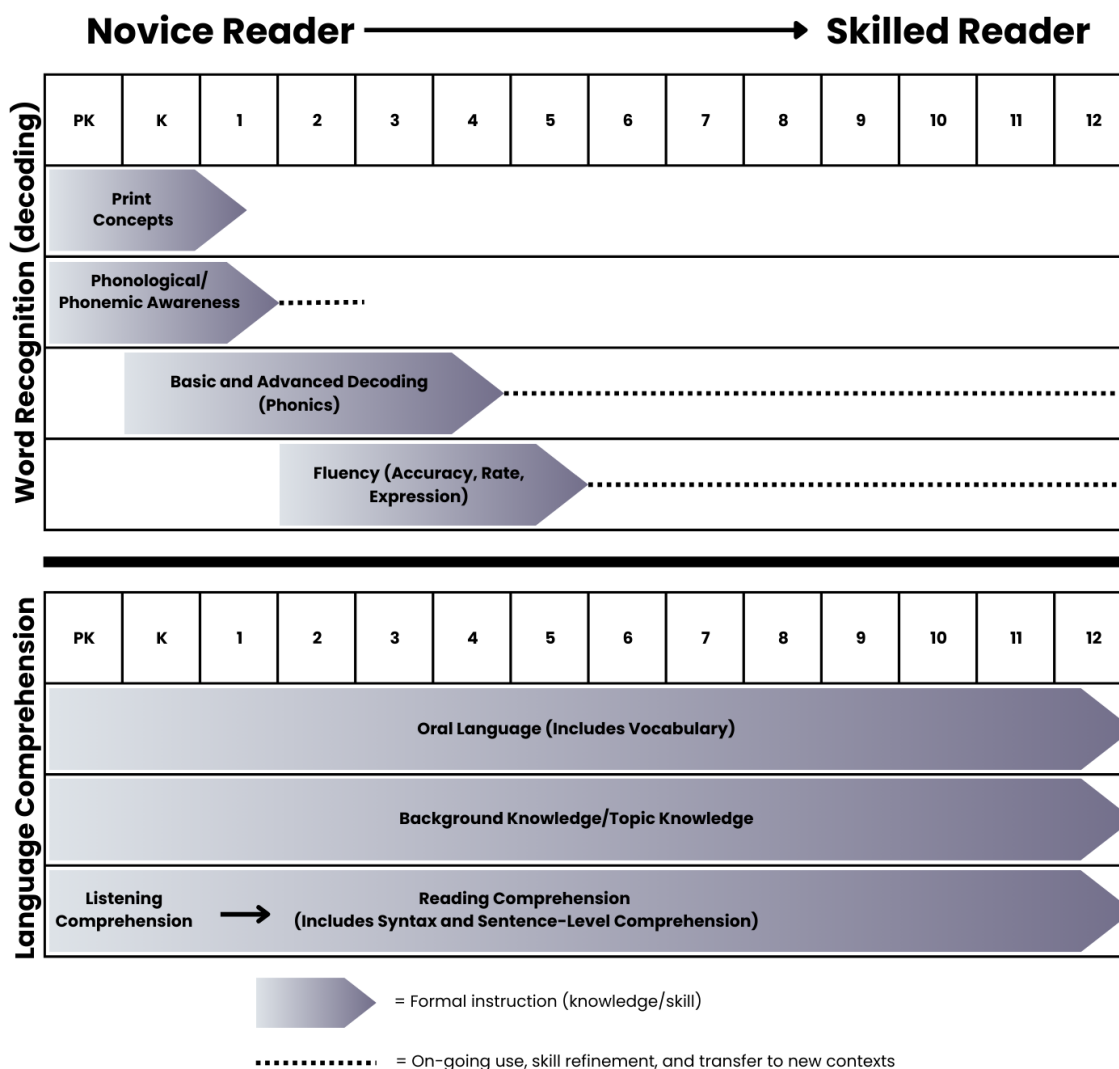 Novice Reader Skilled Reader
Word Recognition (decoding)
PK K 1 2 3 4 5 6 7 8 9 10 11 12
Print
Concepts
Phonological/
Phonemic Awareness
Basic and Advanced Decoding
(Phonics)
Fluency (Accuracy, Rate,
Expression)
Language Comprehension
PK K 1 2 3 4 5 6 7 8 9 10 11 12
Oral Language (Includes Vocabulary)
Background Knowledge/Topic Knowledge
Listening
Comprehension
Reading Comprehension
(Includes Syntax and Sentence-Level Comprehension)
= Formal instruction (knowledge/skill)
= On-going use, skill refinement, and transfer to new contexts